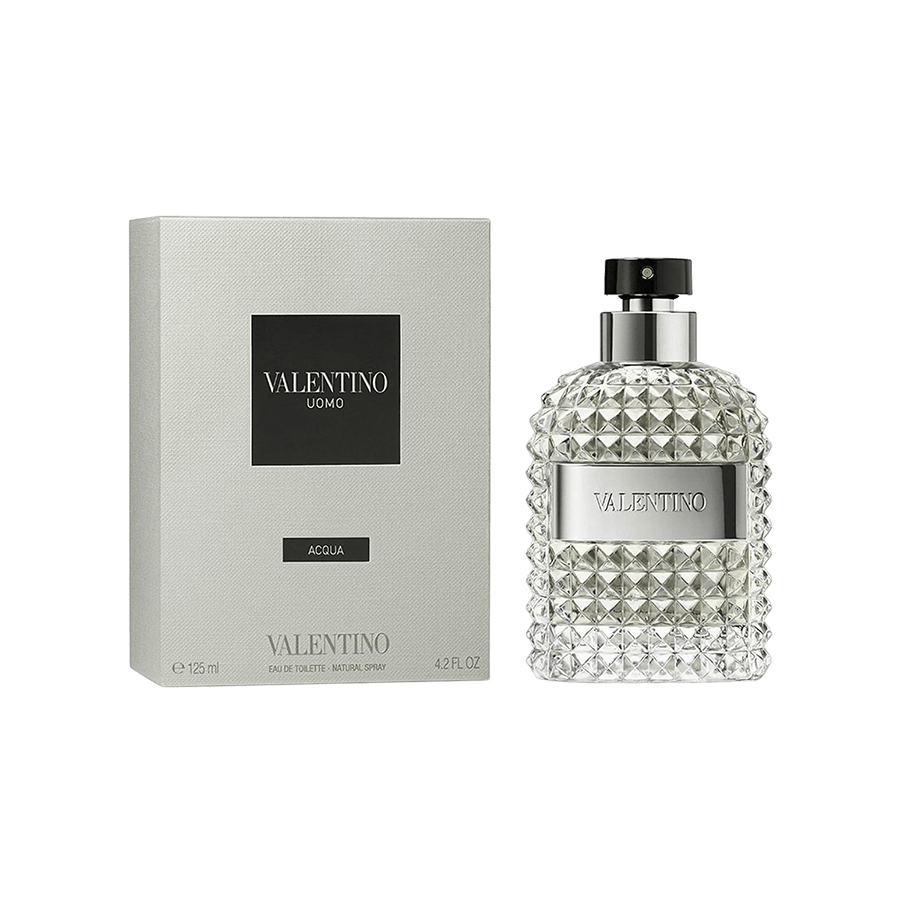 VALENTINO
UOMO
ACQUA
VALENTINO
EAU DE TOILETTE - NATURAL SPRAY
℮ 125 ml
4.2 FL OZ
VALENTINO